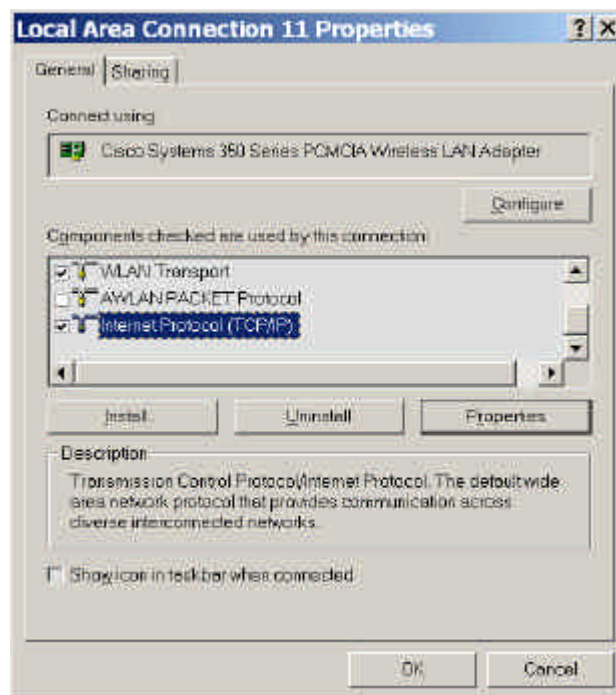 Local Area Connection 11 Properties
General
Sharing
Connect using
Cisco Systems 350 Series PCMCIA Wireless LAN Adapter
Configure
Components checked are used by this connection
WLAN Transport
AWLAN PACKET Protocol
Internet Protocol (TCP/IP)
Install...
Uninstall
Properties
Description
Transmission Control Protocol/Internet Protocol. The default wide
area network protocol that provides communication across
diverse interconnected networks.
Show icon in taskbar when connected
OK
Cancel